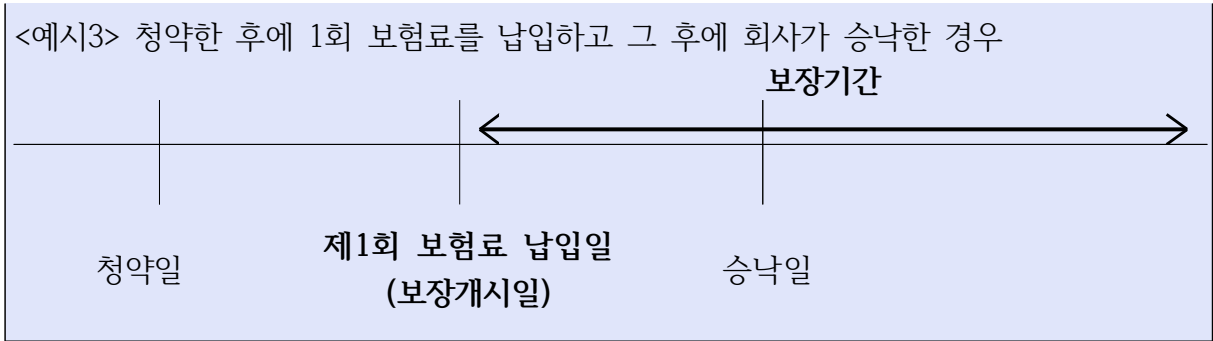 <예시3> 청약한 후에 1회 보험료를 납입하고 그 후에 회사가 승낙한 경우
보장기간
청약일
제1회 보험료 납입일
(보장개시일)
승낙일